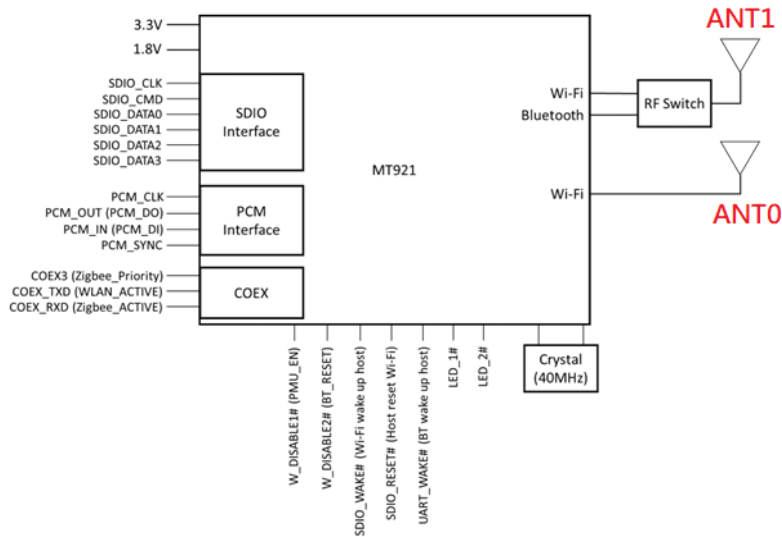 ANT1
3.3V
1.8V
SDIO_CLK
SDIO_CMD
SDIO_DATA0
SDIO_DATA1
SDIO_DATA2
SDIO_DATA3
SDIO
Interface
Wi-Fi
Bluetooth
RF Switch
MT921
Wi-Fi
ANT0
PCM_CLK
PCM_OUT (PCM_DO)
PCM_IN (PCM_DI)
PCM_SYNC
PCM
Interface
COEX3 (Zigbee_Priority)
COEX_TXD (WLAN_ACTIVE)
COEX_RXD (Zigbee_ACTIVE)
COEX
W_DISABLE1# (PMU_EN)
W_DISABLE2# (BT_RESET)
SDIO_WAKE# (Wi-Fi wake up host)
SDIO_RESET# (Host reset Wi-Fi)
UART_WAKE# (BT wake up host)
LED_1#
LED_2#
Crystal
(40MHz)